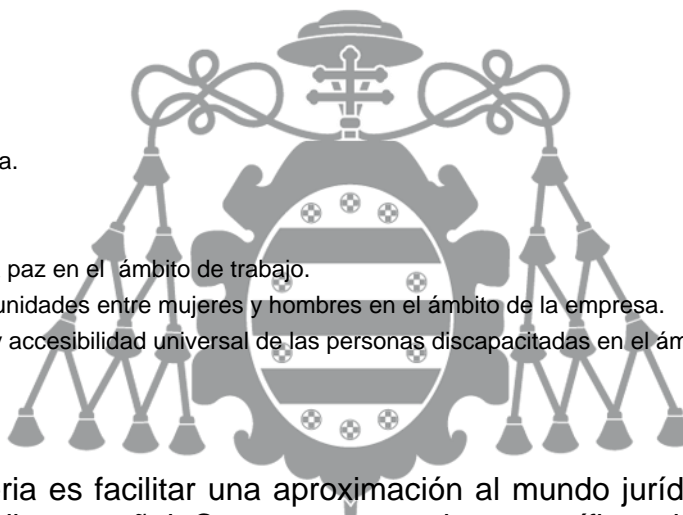 a.
paz en el ámbito de trabajo.
unidades entre mujeres y hombres en el ámbito de la empresa.
accesibilidad universal de las personas discapacitadas en el ám
ria es facilitar una aproximación al mundo juríd